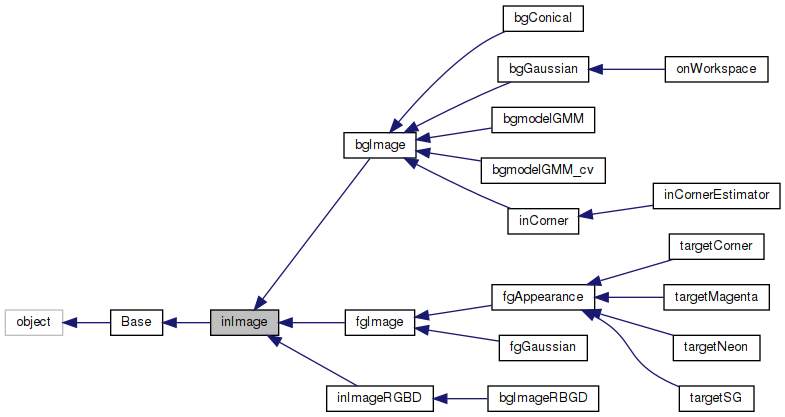 object
Base
inImage
bgImage
bgConical
bgGaussian
onWorkspace
bgmodelGMM
bgmodelGMM_cv
inCorner
inCornerEstimator
fgImage
fgAppearance
targetCorner
targetMagenta
targetNeon
targetSG
fgGaussian
inImageRGBD
bgImageRBGD